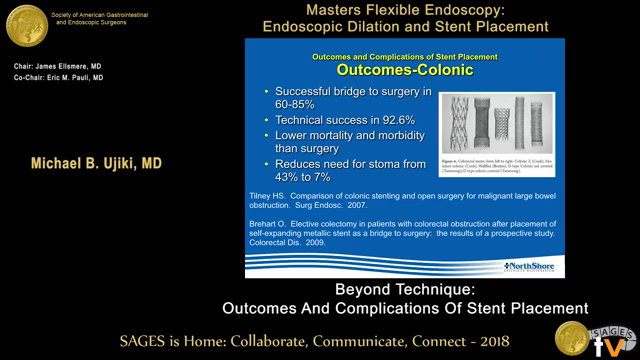 Society of American Gastrointestinal
and Endoscopic Surgeons
Masters Flexible Endoscopy:
Endoscopic Dilation and Stent Placement
Chair: James Ellsmere, MD
Co-Chair: Eric M. Pauli, MD
Michael B. Ujiki, MD
Outcomes and Complications of Stent Placement
Outcomes-Colonic
• Successful bridge to surgery in
60-85%
• Technical success in 92.6%
• Lower mortality and morbidity
than surgery
• Reduces need for stoma from
43% to 7%
Tilney HS. Comparison of colonic stenting and open surgery for malignant large bowel
obstruction. Surg Endosc. 2007.
Brehart O. Elective colectomy in patients with colorectal obstruction after placement of
self-expanding metallic stent as a bridge to surgery: the results of a prospective study.
Colorectal Dis. 2009.
NorthShore
Beyond Technique:
Outcomes And Complications Of Stent Placement
SAGES is Home: Collaborate, Communicate, Connect - 2018
SAGES
tv